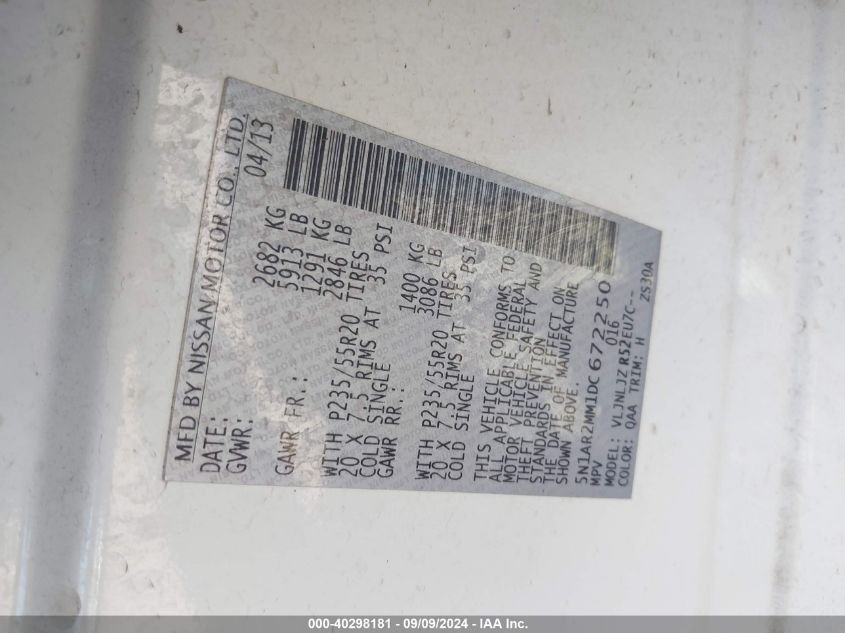 MFD BY NISSAN MOTOR CO., LTD.
DATE: 04/13
GVWR: 2682 KG
5913 LB
GAWR FR.: 1291 KG
2846 LB
WITH P235/55R20 TIRES
20 X 7.5 RIMS AT 35 PSI
COLD SINGLE
GAWR RR.: 1400 KG
3086 LB
WITH P235/55R20 TIRES
20 X 7.5 RIMS AT 35 PSI
COLD SINGLE
THIS VEHICLE CONFORMS TO
ALL APPLICABLE FEDERAL
MOTOR VEHICLE SAFETY AND
THEFT PREVENTION
STANDARDS IN EFFECT ON
THE DATE OF MANUFACTURE
SHOWN ABOVE.
5N1AR2MM1DC672250
MPV 016
MODEL: VLJNLJZ R52EU7C--
COLOR: QAA TRIM: H ZS30A
000-40298181 - 09/09/2024 - IAA Inc.